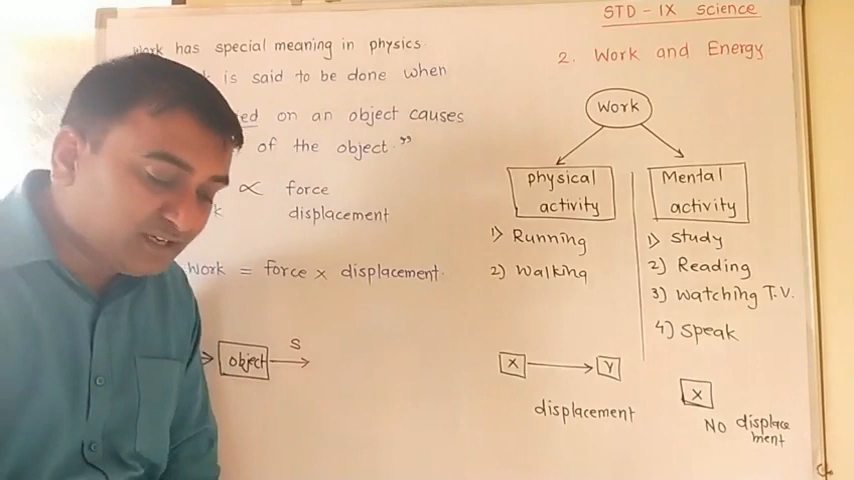 STD - IX Science
2. Work and Energy
Work has special meaning in physics.
is said to be done when
on an object causes
of the object."
∝ force
displacement
Work = force x displacement.
object
S
Work
physical
activity
1) Running
2) Walking
X
Y
displacement
Mental
activity
1) Study
2) Reading
3) Watching T.V.
4) Speak
X
NO displace
ment